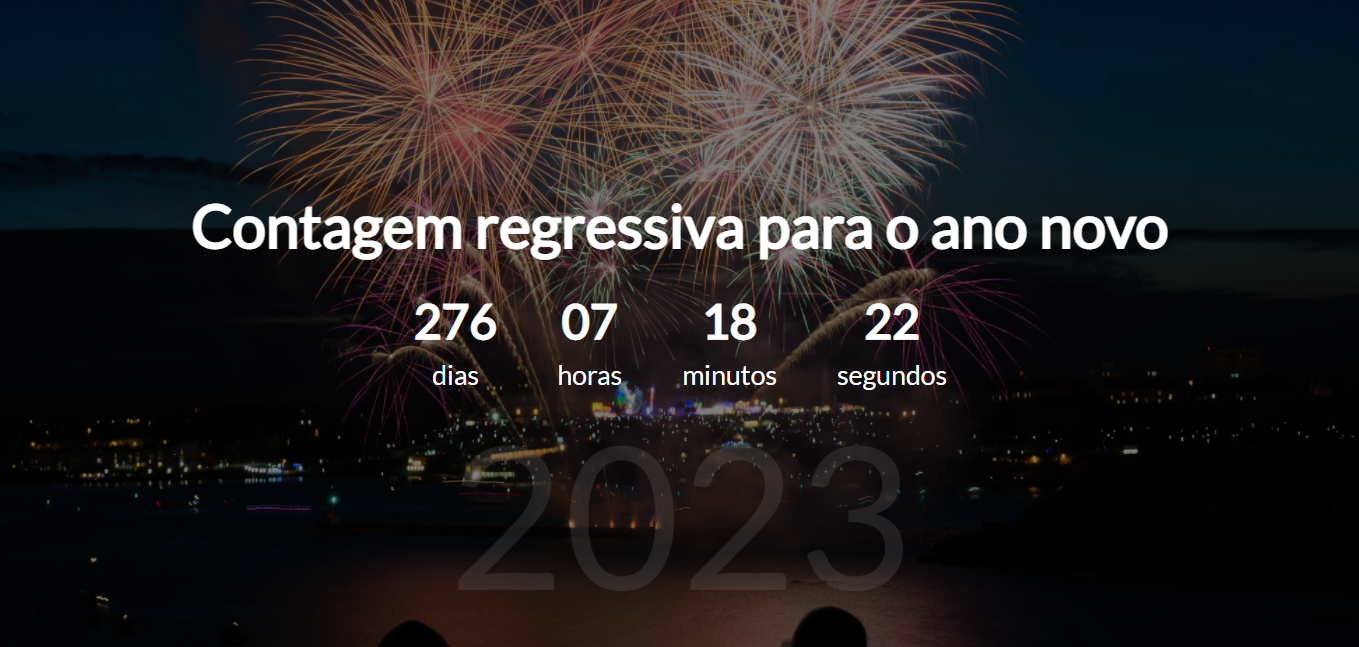 Contagem regressiva para o ano novo
276 07 18 22
dias horas minutos segundos
2023